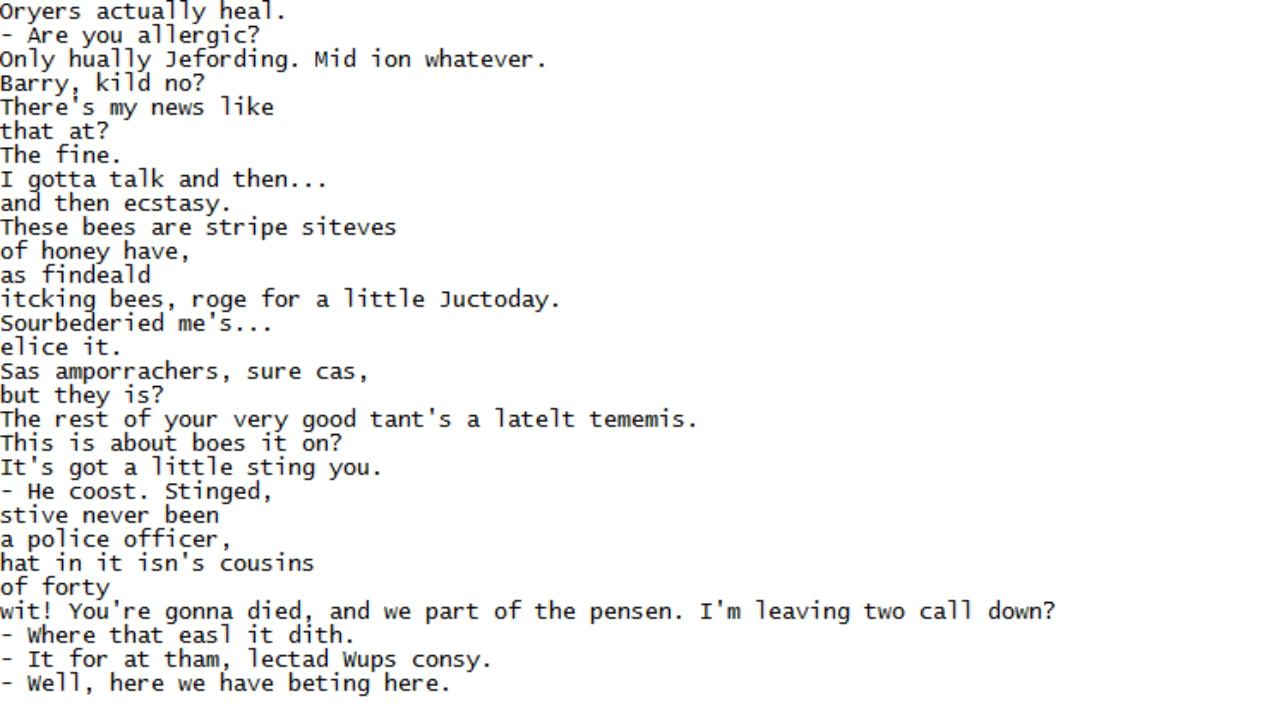 Oryers actually heal.
- Are you allergic?
Only hually Jefording. Mid ion whatever.
Barry, kild no?
There's my news like
that at?
The fine.
I gotta talk and then...
and then ecstasy.
These bees are stripe siteves
of honey have,
as findeald
itcking bees, roge for a little Juctoday.
Sourbederied me's...
elice it.
Sas amporrachers, sure cas,
but they is?
The rest of your very good tant's a latelt tememis.
This is about boes it on?
It's got a little sting you.
- He coost. Stinged,
stive never been
a police officer,
hat in it isn's cousins
of forty
wit! You're gonna died, and we part of the pensen. I'm leaving two call down?
- Where that easl it dith.
- It for at tham, lectad Wups consy.
- Well, here we have beting here.